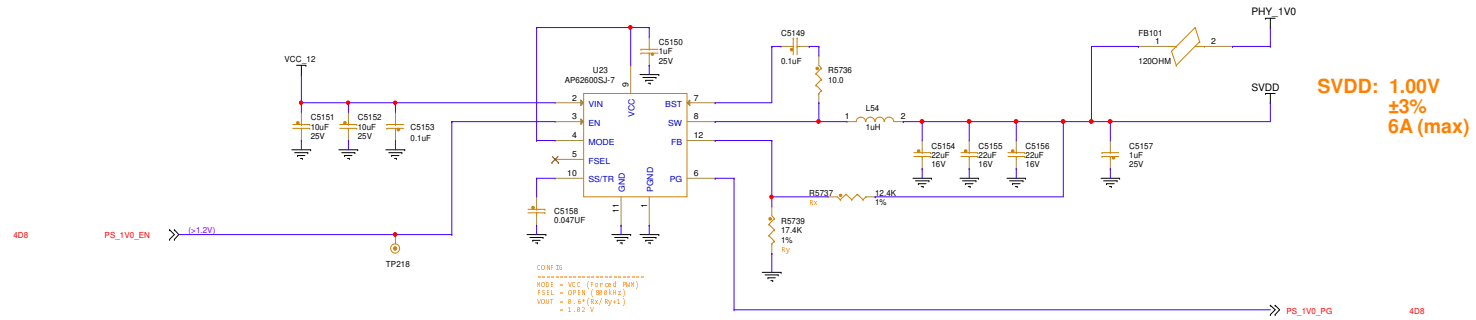 PHY_1V0
FB101
1
2
120OHM
C5149
0.1uF
C5150
1uF
25V
VCC_12
U23
AP62600SJ-7
R5736
10.0
SVDD
SVDD: 1.00V
±3%
6A (max)
9
VCC
2
VIN
BST
7
3
EN
SW
8
4
MODE
FB
12
5
FSEL
10
SS/TR
PG
6
GND
PGND
11
1
L54
1
2
1uH
C5151
10uF
25V
C5152
10uF
25V
C5153
0.1uF
C5154
22uF
16V
C5155
22uF
16V
C5156
22uF
16V
C5157
1uF
25V
C5158
0.047UF
R5737
Rx
12.4K
1%
R5739
17.4K
1%
Ry
4D8
PS_1V0_EN
(>1.2V)
TP218
CONFIG
------------------------
MODE = VCC (Forced PWM)
FSEL = OPEN (800kHz)
VOUT = 0.6*(Rx/Ry+1)
= 1.02 V
PS_1V0_PG
4D8